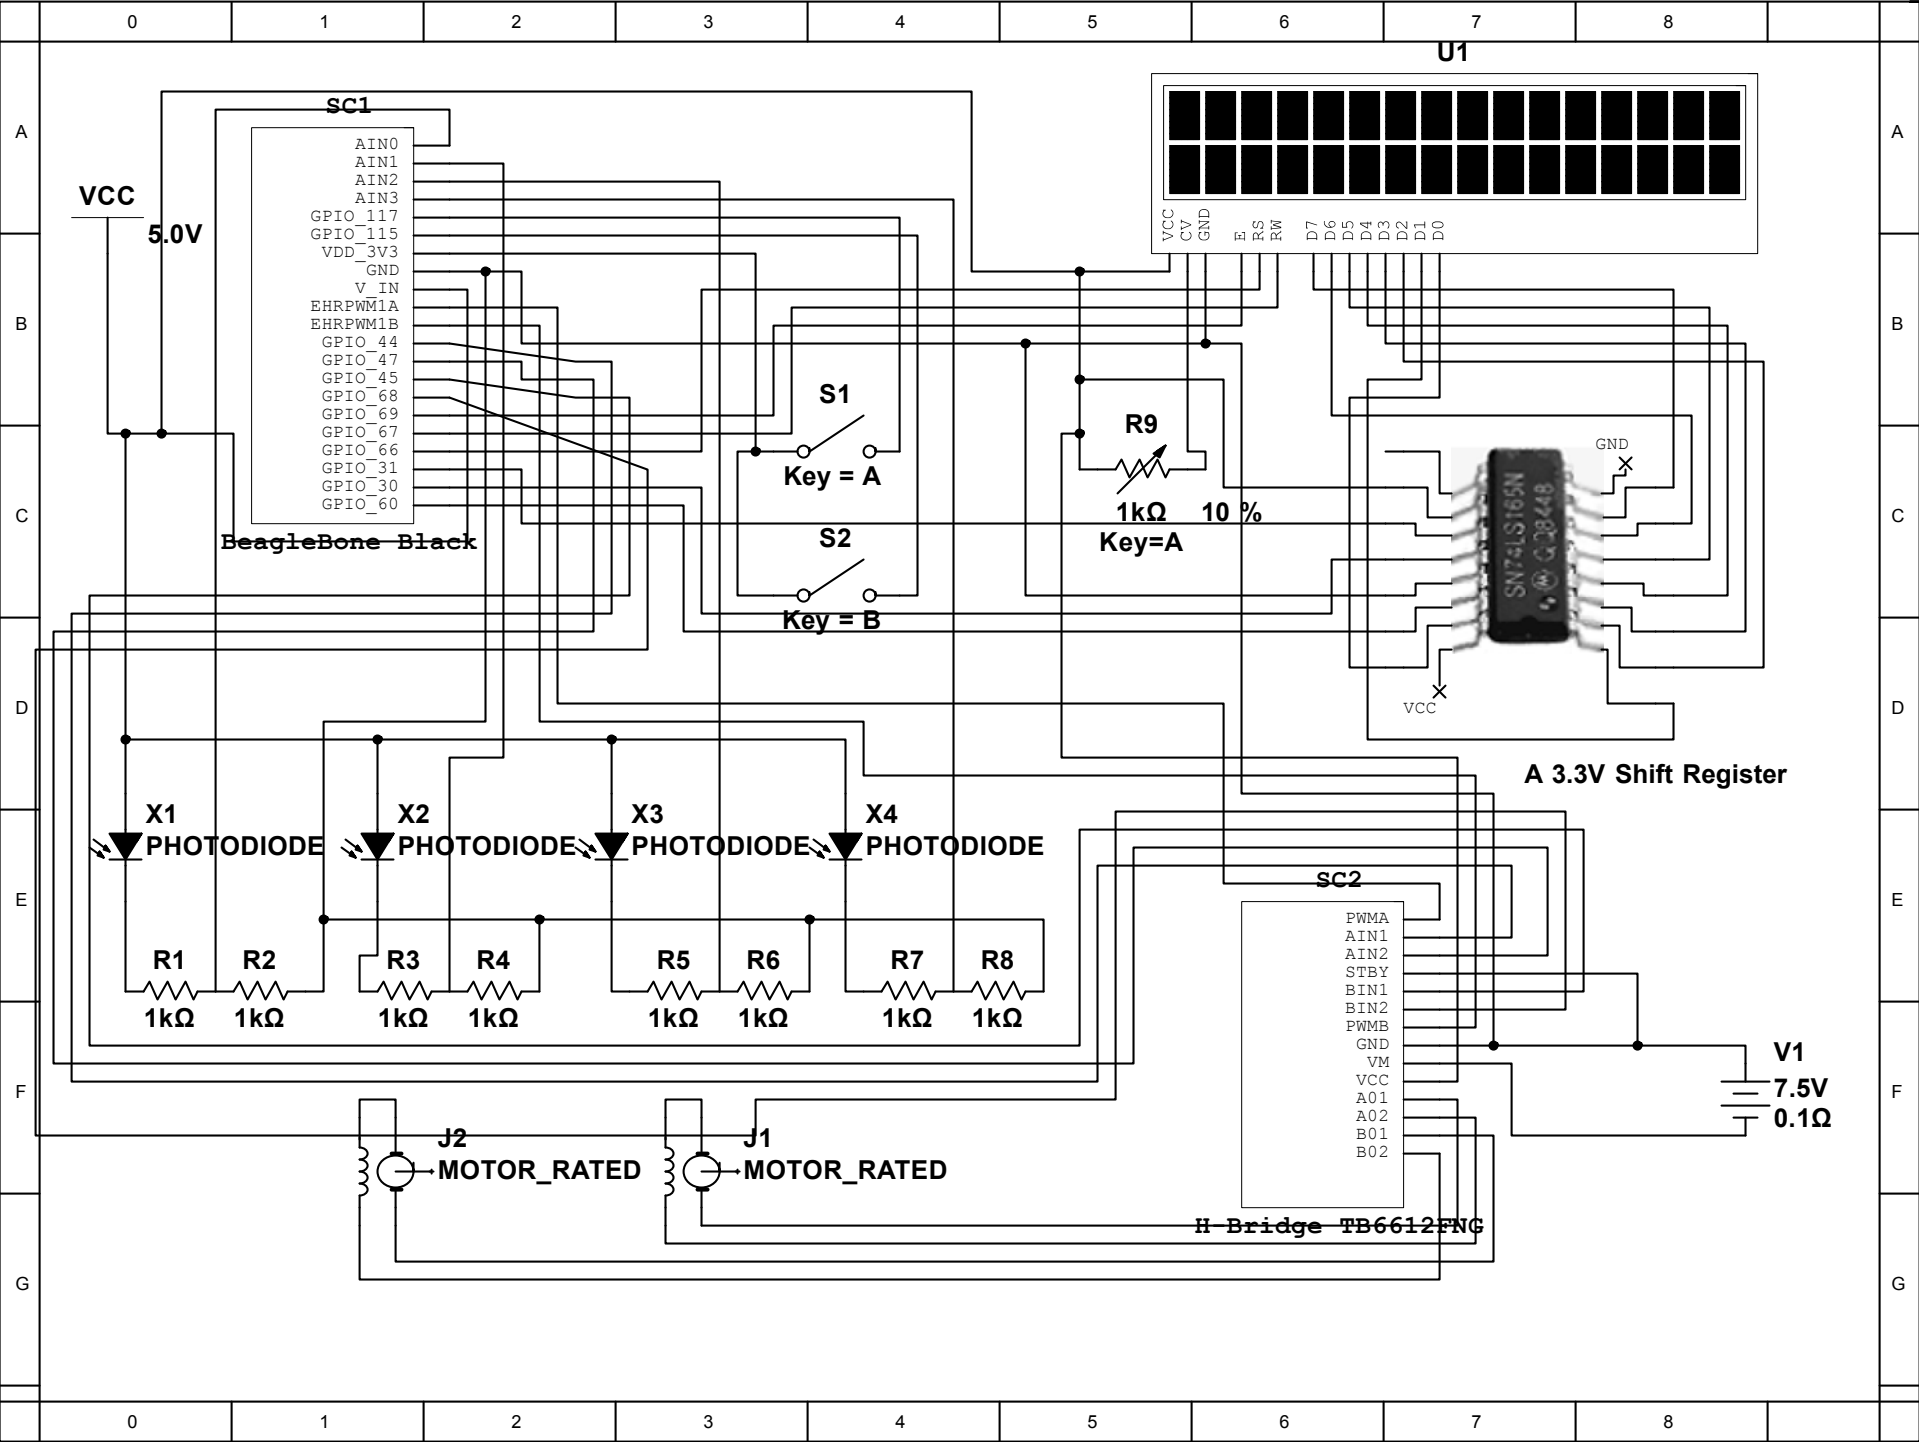 0 1 2 3 4 5 6 7 8
U1
SC1
A A
AIN0
AIN1
AIN2
AIN3
GPIO_117
GPIO_115
VDD_3V3
GND
V_IN
EHRPWM1A
EHRPWM1B
GPIO_44
GPIO_47
GPIO_45
GPIO_68
GPIO_69
GPIO_67
GPIO_66
GPIO_31
GPIO_30
GPIO_60
BeagleBone Black
VCC
5.0V
VCC CV GND E RS RW D7 D6 D5 D4 D3 D2 D1 D0
B B
S1
Key = A
S2
Key = B
R9
1kΩ 10 %
Key=A
GND
SN74LS165N
VCC
C C
D D
A 3.3V Shift Register
X1
PHOTODIODE
X2
PHOTODIODE
X3
PHOTODIODE
X4
PHOTODIODE
E E
SC2
PWMA
AIN1
AIN2
STBY
BIN1
BIN2
PWMB
GND
VM
VCC
A01
A02
B01
B02
H-Bridge TB6612FNG
R1 R2 R3 R4 R5 R6 R7 R8
1kΩ 1kΩ 1kΩ 1kΩ 1kΩ 1kΩ 1kΩ 1kΩ
V1
7.5V
0.1Ω
F F
J2
MOTOR_RATED
J1
MOTOR_RATED
G G
0 1 2 3 4 5 6 7 8